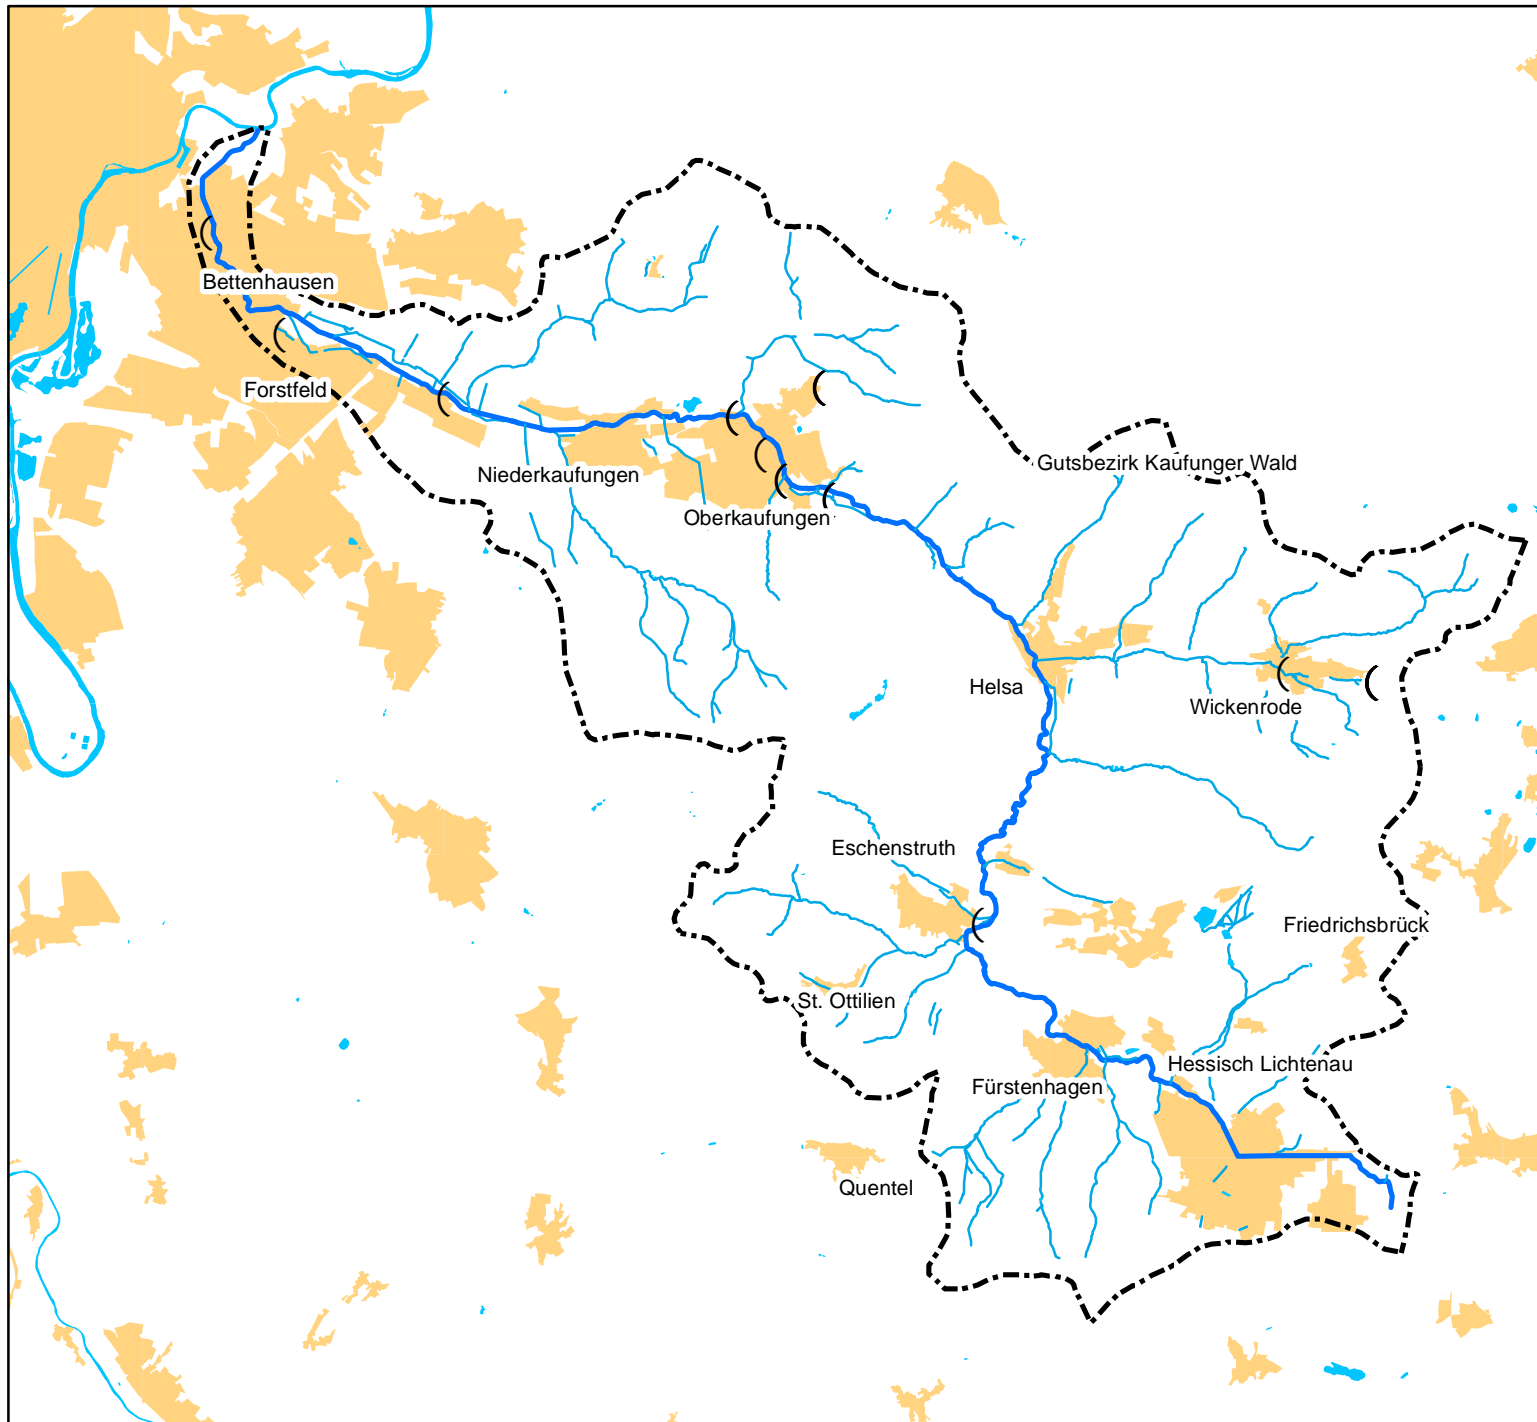 Bettenhausen
Forstfeld
Gutsbezirk Kaufunger Wald
Niederkaufungen
Oberkaufungen
Helsa
Wickenrode
Eschenstruth
Friedrichsbrück
St. Ottilien
Hessisch Lichtenau
Fürstenhagen
Quentel